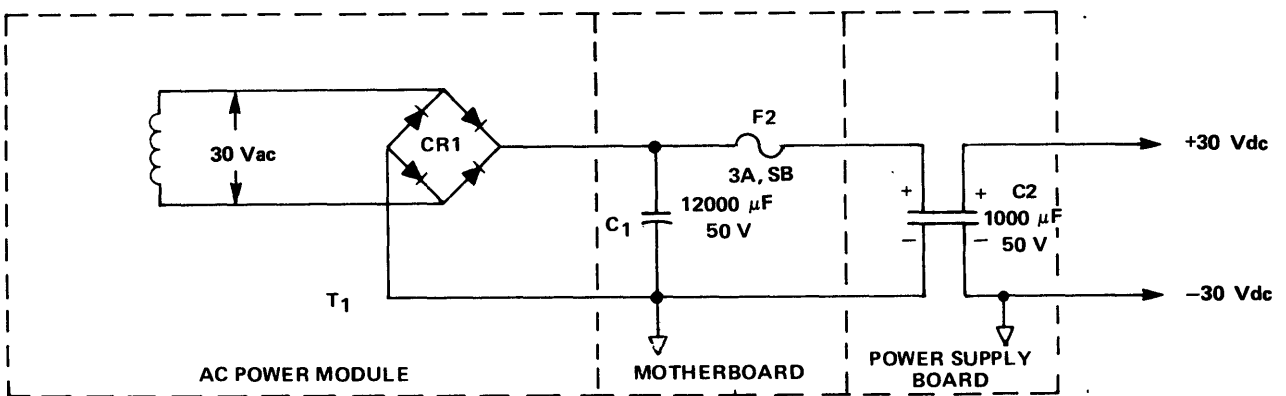 F2
+30 Vdc
30 Vac
CR1
3A, SB
+
+
C2
C1
12000 μF
50 V
1000 μF
50 V
−
−
T1
−30 Vdc
AC POWER MODULE
MOTHERBOARD
POWER SUPPLY
BOARD